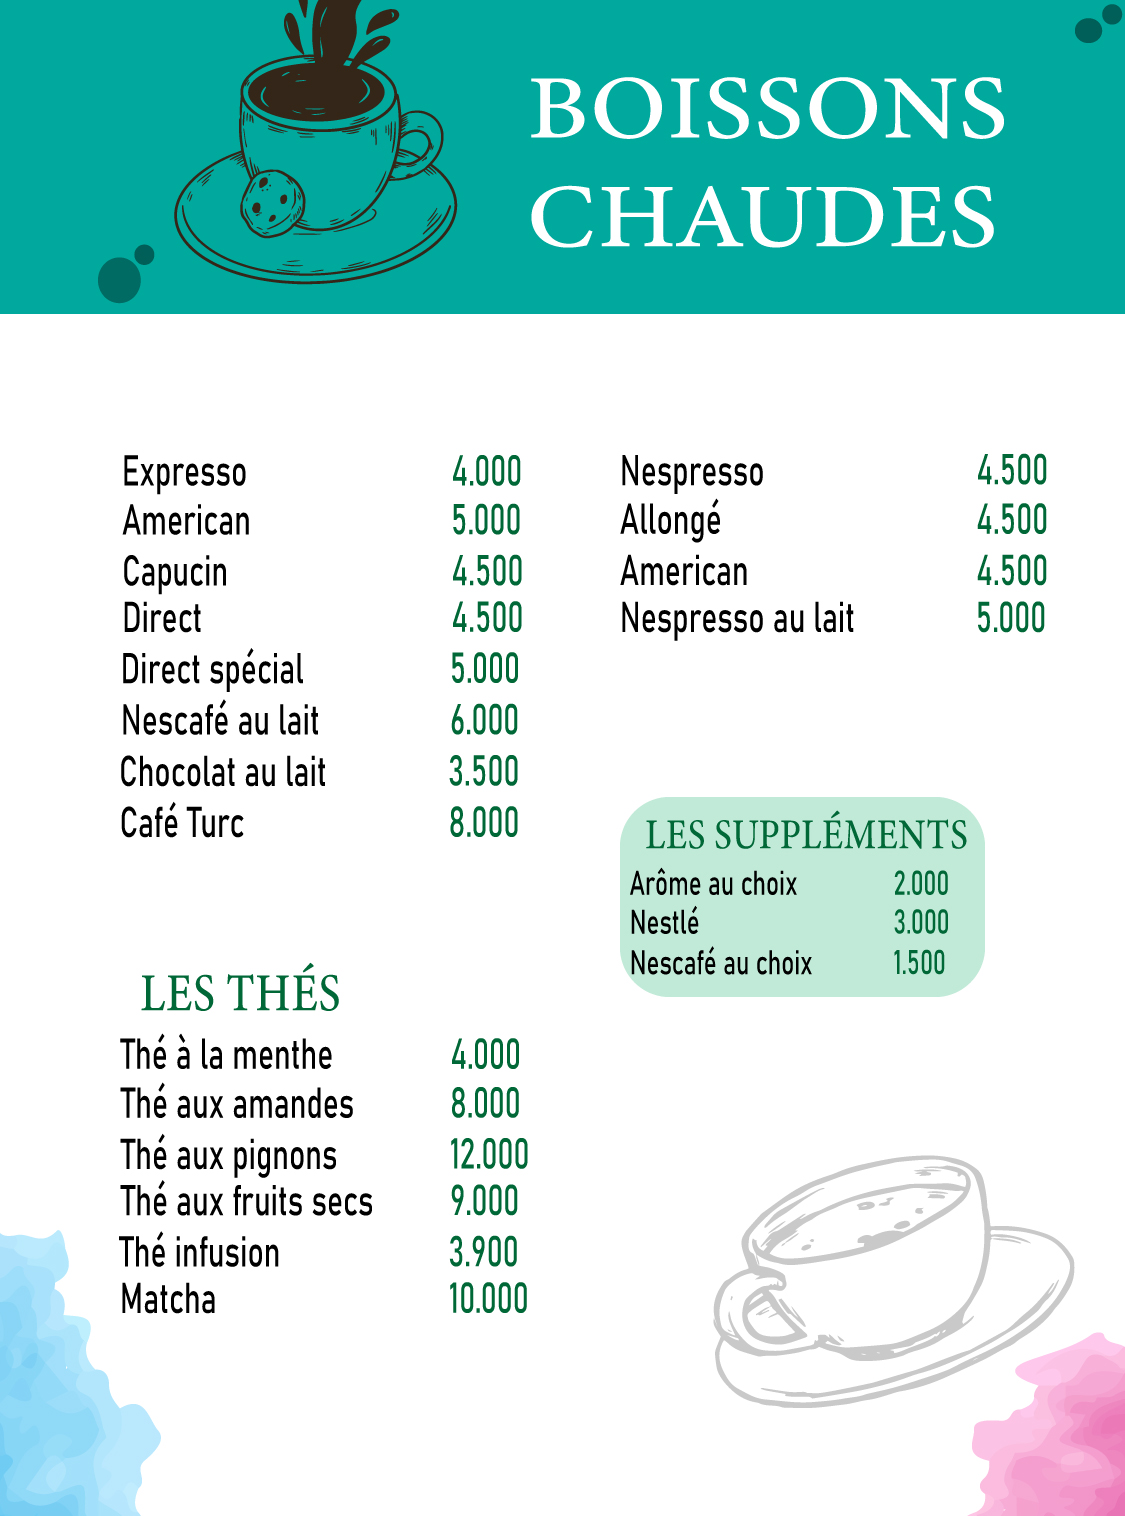 BOISSONS
CHAUDES
Expresso 4.000
American 5.000
Capucin 4.500
Direct 4.500
Direct spécial 5.000
Nescafé au lait 6.000
Chocolat au lait 3.500
Café Turc 8.000
Nespresso 4.500
Allongé 4.500
American 4.500
Nespresso au lait 5.000
LES SUPPLÉMENTS
Arôme au choix 2.000
Nestlé 3.000
Nescafé au choix 1.500
LES THÉS
Thé à la menthe 4.000
Thé aux amandes 8.000
Thé aux pignons 12.000
Thé aux fruits secs 9.000
Thé infusion 3.900
Matcha 10.000